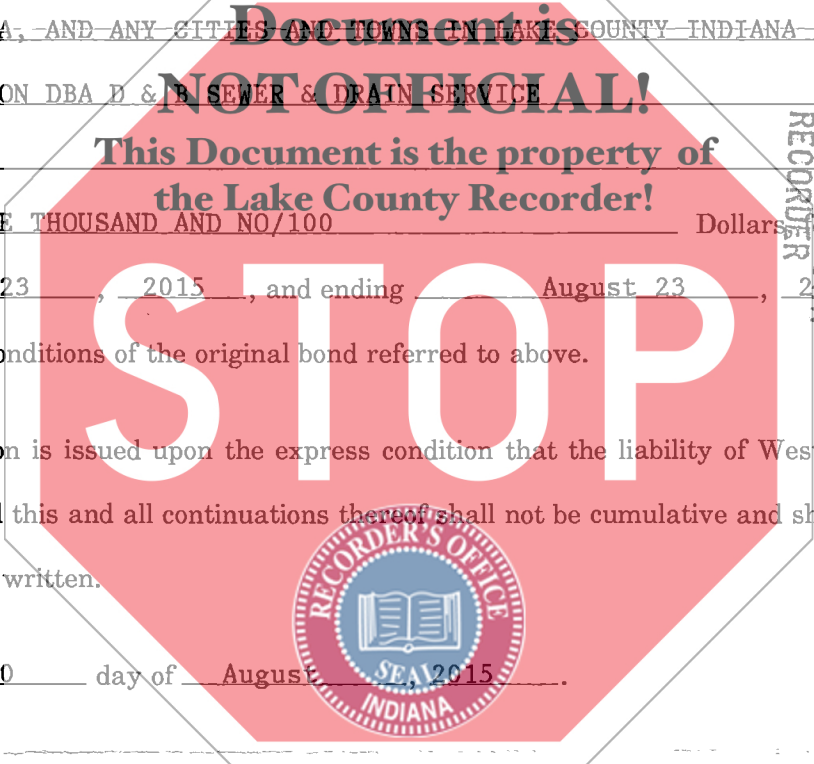 Document is
A, AND ANY CITIES AND TOWNS IN LAKE COUNTY INDIANA
NOT OFFICIAL!
ON DBA D & B SEWER & DRAIN SERVICE
This Document is the property of
the Lake County Recorder!
RECORDER
E THOUSAND AND NO/100 Dollars
23, 2015, and ending August 23, 2
STOP
onditions of the original bond referred to above.
n is issued upon the express condition that the liability of Wes
this and all continuations thereof shall not be cumulative and sh
written.
RECORDER'S OFFICE
SEAL
INDIANA
0 day of August, 2015.